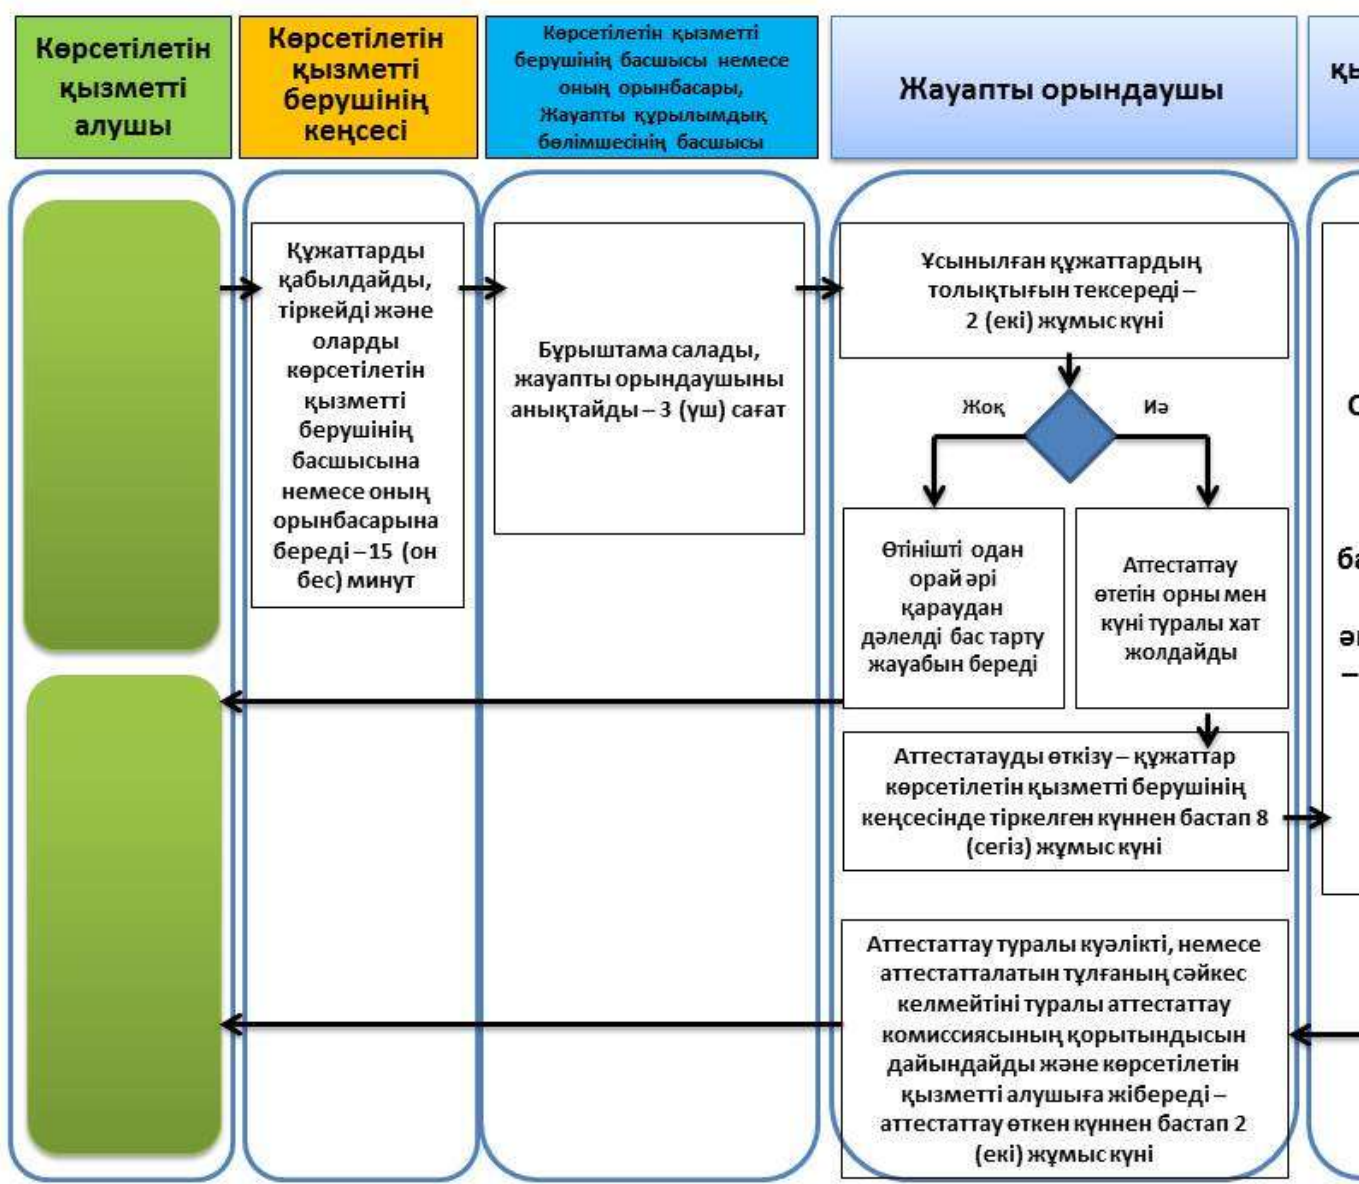 Көрсетілетін
қызметті
алушы
Көрсетілетін
қызметті
берушінің
кеңсесі
Көрсетілетін қызметті
берушінің басшысы немесе
оның орынбасары,
Жауапты құрылымдық
бөлімшесінің басшысы
Жауапты орындаушы
Құжаттарды
қабылдайды,
тіркейді және
оларды
көрсетілетін
қызметті
берушінің
басшысына
немесе оның
орынбасарына
береді – 15 (он
бес) минут
Бұрыштама салады,
жауапты орындаушыны
анықтайды – 3 (үш) сағат
Ұсынылған құжаттардың
толықтығын тексереді –
2 (екі) жұмыс күні
Жоқ
Иә
Өтінішті одан
орай әрі
қараудан
дәлелді бас тарту
жауабын береді
Аттестаттау
өтетін орны мен
күні туралы хат
жолдайды
Аттестатауды өткізу – құжаттар
көрсетілетін қызметті берушінің
кеңсесінде тіркелген күннен бастап 8
(сегіз) жұмыс күні
Аттестаттау туралы куәлікті, немесе
аттестатталатын тұлғаның сәйкес
келмейтіні туралы аттестаттау
комиссиясының қорытындысын
дайындайды және көрсетілетін
қызметті алушыға жібереді –
аттестаттау өткен күннен бастап 2
(екі) жұмыс күні